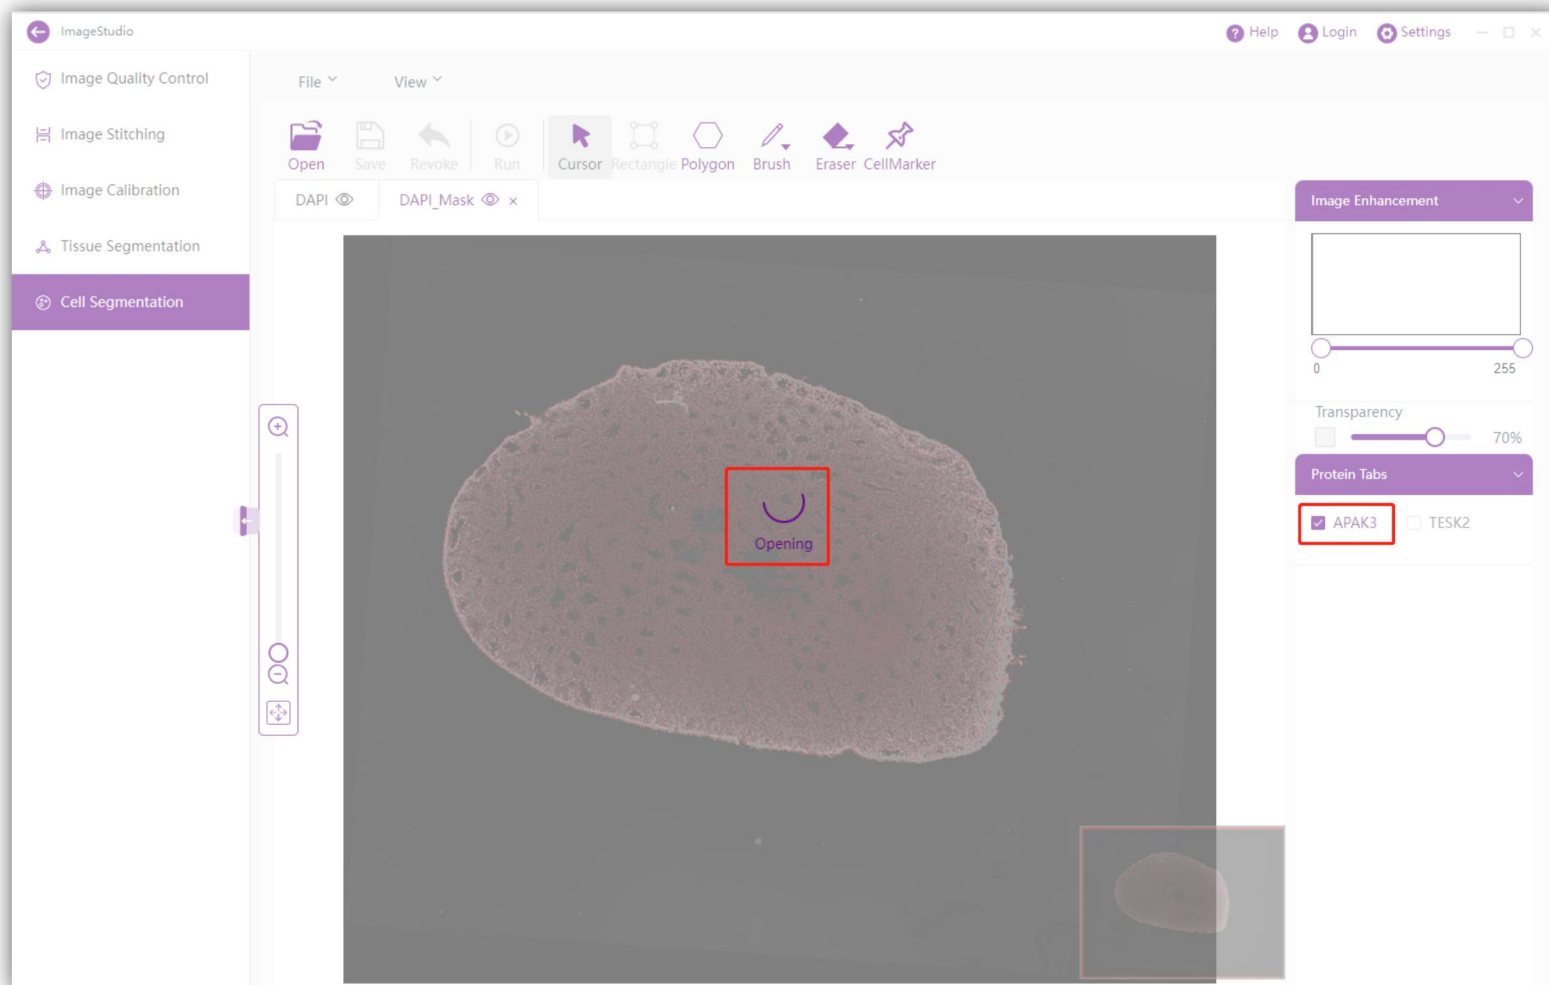 ImageStudio
Help Login Settings
Image Quality Control
Image Stitching
Image Calibration
Tissue Segmentation
Cell Segmentation
File View
Open Save Revoke Run Cursor Rectangle Polygon Brush Eraser CellMarker
DAPI DAPI_Mask
Opening
Image Enhancement
0 255
Transparency
70%
Protein Tabs
APAK3 TESK2